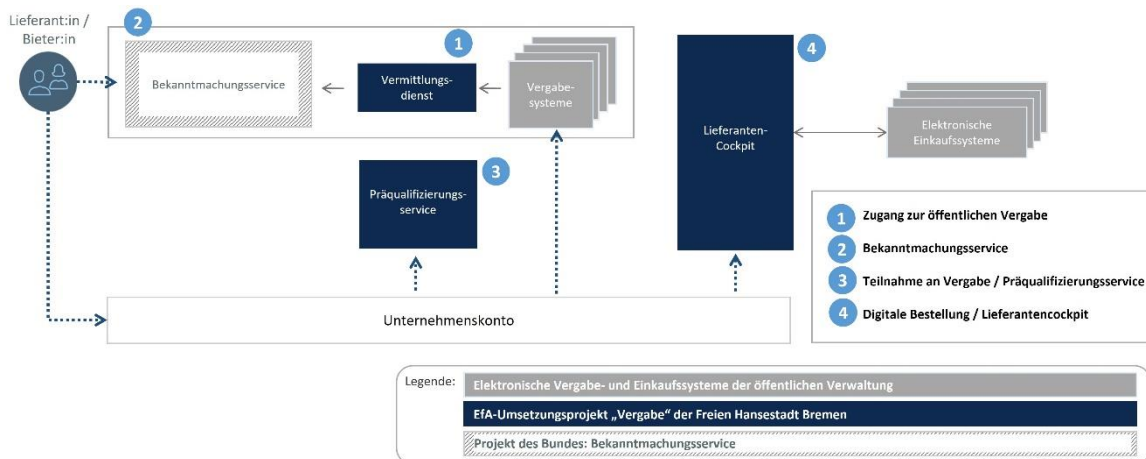 Lieferant:in /
Bieter:in
2
1
4
Bekanntmachungsservice
Vermittlungs-
dienst
Vergabe-
systeme
Lieferanten-
Cockpit
Elektronische
Einkaufssysteme
3
Präqualifizierungs-
service
1 Zugang zur öffentlichen Vergabe
2 Bekanntmachungsservice
3 Teilnahme an Vergabe / Präqualifizierungsservice
4 Digitale Bestellung / Lieferantencockpit
Unternehmenskonto
Legende:
Elektronische Vergabe- und Einkaufssysteme der öffentlichen Verwaltung
EfA-Umsetzungsprojekt „Vergabe“ der Freien Hansestadt Bremen
Projekt des Bundes: Bekanntmachungsservice